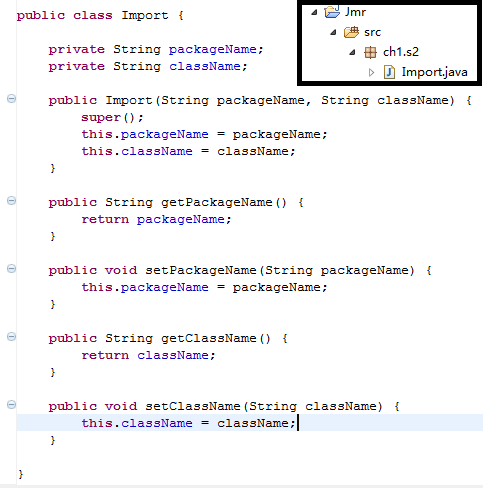 public class Import {
private String packageName;
private String className;
public Import(String packageName, String className) {
super();
this.packageName = packageName;
this.className = className;
}
public String getPackageName() {
return packageName;
}
public void setPackageName(String packageName) {
this.packageName = packageName;
}
public String getClassName() {
return className;
}
public void setClassName(String className) {
this.className = className;
}
}
Jmr
src
ch1.s2
Import.java